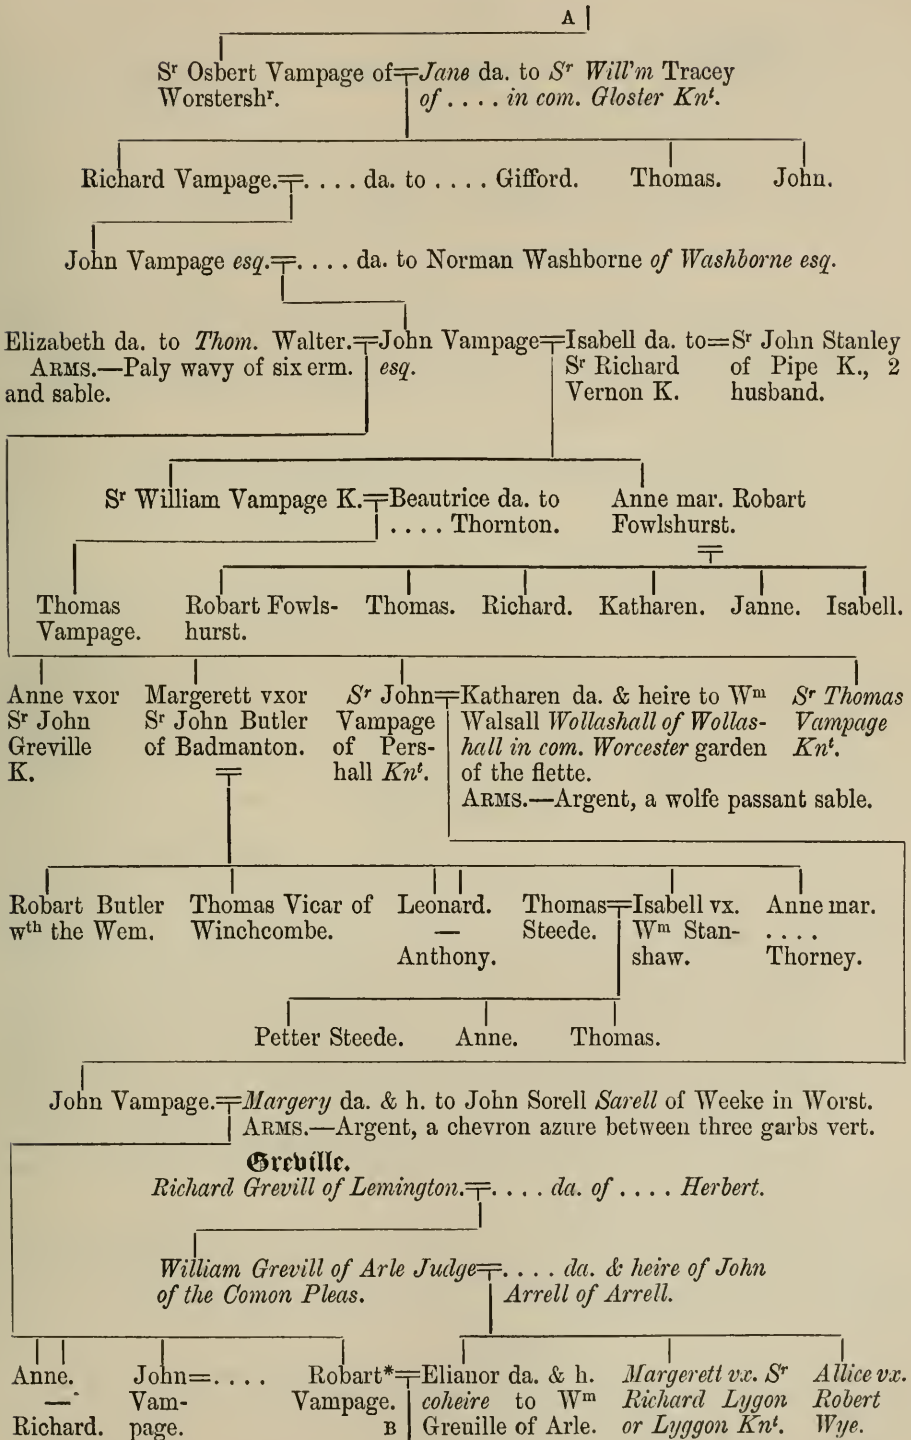 A
Sʳ Osbert Vampage of=Jane da. to Sʳ Will'm Tracey
Worstershʳ. of . . . . in com. Gloster Knᵗ.
Richard Vampage.=. . . . da. to . . . . Gifford. Thomas. John.
John Vampage esq.=. . . . da. to Norman Washborne of Washborne esq.
Elizabeth da. to Thom. Walter.=John Vampage=Isabell da. to=Sʳ John Stanley
ARMS.—Paly wavy of six erm. esq. Sʳ Richard of Pipe K., 2
and sable. Vernon K. husband.
Sʳ William Vampage K.=Beautrice da. to Anne mar. Robart
. . . . Thornton. Fowlshurst.
Thomas Robart Fowls- Thomas. Richard. Katharen. Janne. Isabell.
Vampage. hurst.
Anne vxor Margerett vxor Sʳ John=Katharen da. & heire to Wᵐ Sʳ Thomas
Sʳ John Sʳ John Butler Vampage Walsall Wollashall of Wollas- Vampage
Greville of Badmanton. of Pers- hall in com. Worcester garden Knᵗ.
K. hall Knᵗ. of the flette.
ARMS.—Argent, a wolfe passant sable.
Robart Butler Thomas Vicar of Leonard. Thomas=Isabell vx. Anne mar.
wᵗʰ the Wem. Winchcombe. — Steede. Wᵐ Stan- . . . .
Anthony. shaw. Thorney.
Petter Steede. Anne. Thomas.
John Vampage.=Margery da. & h. to John Sorell Sarell of Weeke in Worst.
ARMS.—Argent, a chevron azure between three garbs vert.
Greville.
Richard Grevill of Lemington.=. . . . da. of . . . . Herbert.
William Grevill of Arle Judge=. . . . da. & heire of John
of the Comon Pleas. Arrell of Arrell.
Anne. John=. . . . Robart*=Elianor da. & h. Margerett vx. Sʳ Allice vx.
— Vam- Vampage. coheire to Wᵐ Richard Lygon Robert
Richard. page. B Greuille of Arle. or Lyggon Knᵗ. Wye.